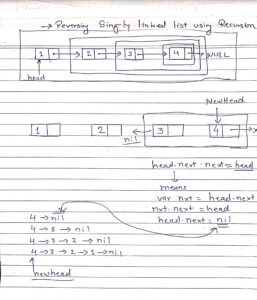 → Reversing Singly linked list using Recursion
1 → 2 → 3 → 4 → NULL
head
NewHead
1 2 3 4
nil
head.next.next = head
means
var nxt = head.next
nxt.next = head
head.next = nil
4 → nil
4 → 3 → nil
4 → 3 → 2 → nil
4 → 3 → 2 → 1 → nil
newhead